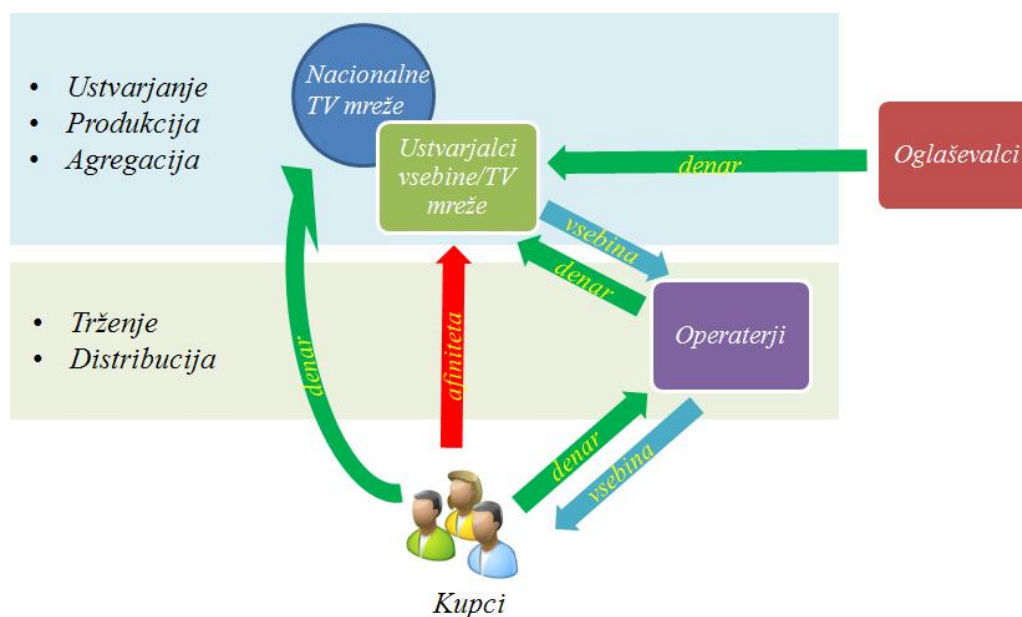 • Ustvarjanje
• Produkcija
• Agregacija
Nacionalne
TV mreže
Ustvarjalci
vsebine/TV
mreže
denar
Oglaševalci
vsebina
denar
• Trženje
• Distribucija
denar
afiniteta
Operaterji
denar
vsebina
Kupci